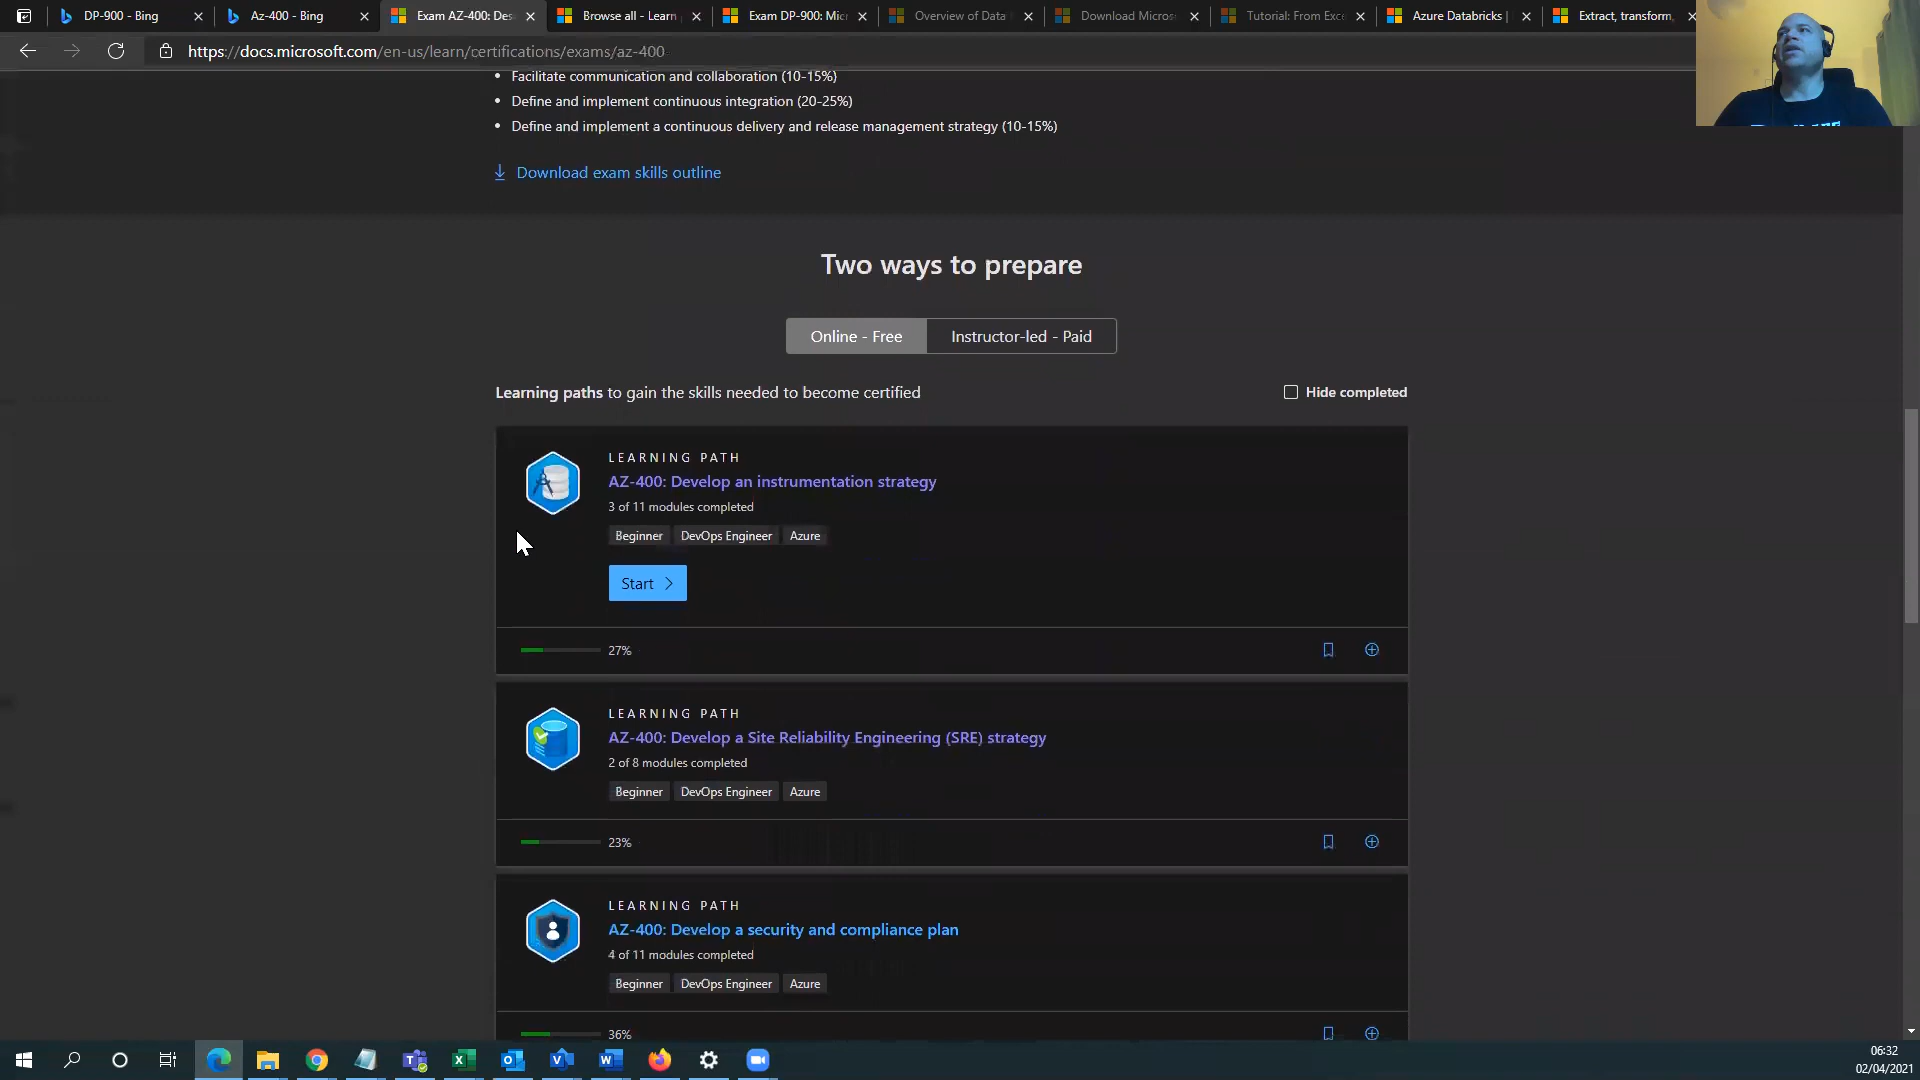 DP-900 - Bing
Az-400 - Bing
Exam AZ-400: Des
Browse all - Learn
Exam DP-900: Mic
Overview of Data
Download Micros
Tutorial: From Exce
Azure Databricks |
Extract, transform,
https://docs.microsoft.com/en-us/learn/certifications/exams/az-400
• Facilitate communication and collaboration (10-15%)
• Define and implement continuous integration (20-25%)
• Define and implement a continuous delivery and release management strategy (10-15%)
Download exam skills outline
Two ways to prepare
Online - Free
Instructor-led - Paid
Learning paths to gain the skills needed to become certified
Hide completed
LEARNING PATH
AZ-400: Develop an instrumentation strategy
3 of 11 modules completed
Beginner DevOps Engineer Azure
Start
27%
LEARNING PATH
AZ-400: Develop a Site Reliability Engineering (SRE) strategy
2 of 8 modules completed
Beginner DevOps Engineer Azure
23%
LEARNING PATH
AZ-400: Develop a security and compliance plan
4 of 11 modules completed
Beginner DevOps Engineer Azure
36%
06:32
02/04/2021